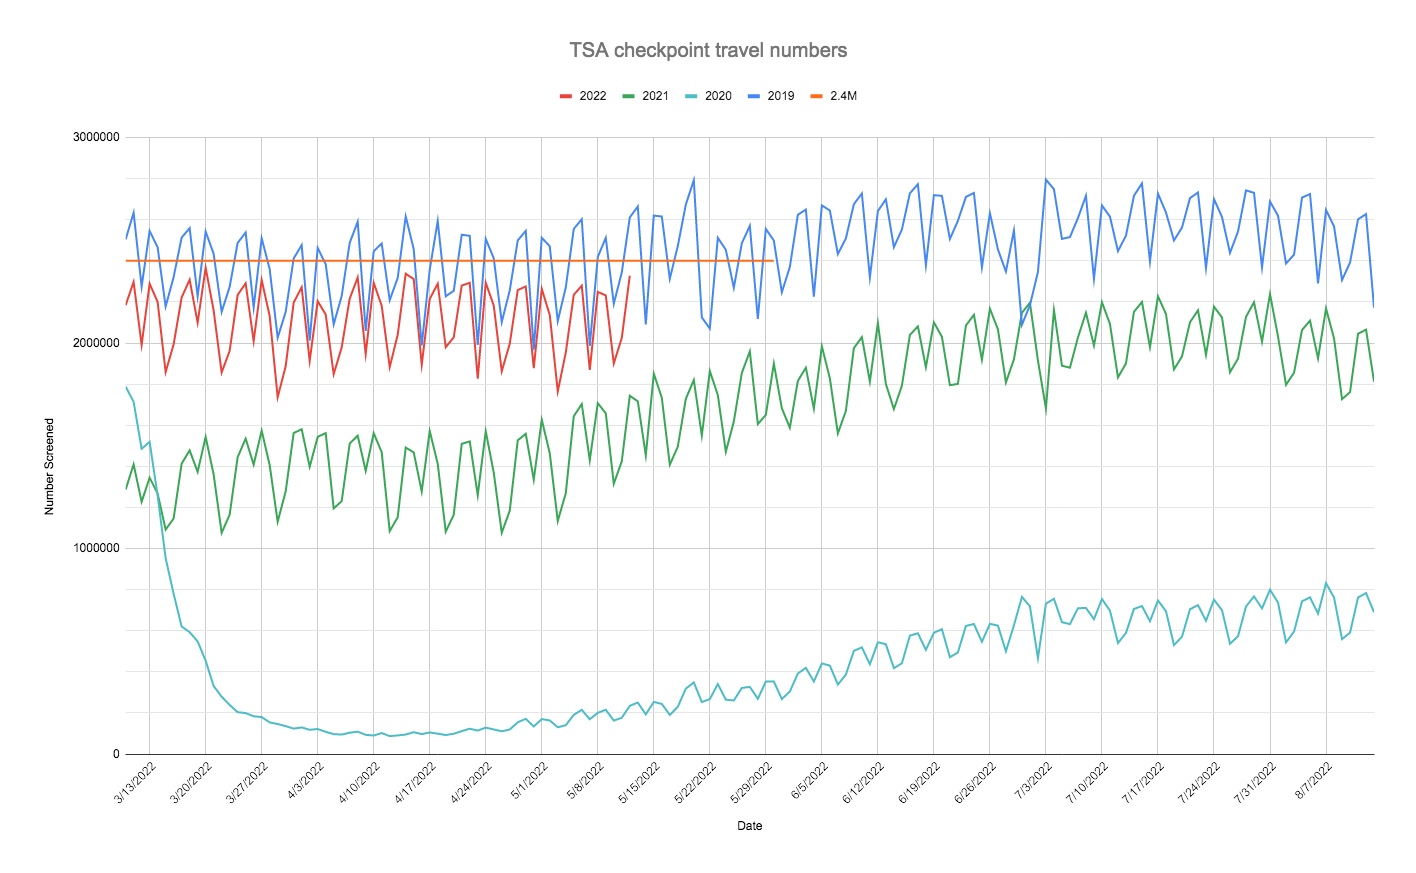 TSA checkpoint travel numbers
2022 2021 2020 2019 2.4M
3000000
2000000
1000000
0
Number Screened
3/13/2022 3/20/2022 3/27/2022 4/3/2022 4/10/2022 4/17/2022 4/24/2022 5/1/2022 5/8/2022 5/15/2022 5/22/2022 5/29/2022 6/5/2022 6/12/2022 6/19/2022 6/26/2022 7/3/2022 7/10/2022 7/17/2022 7/24/2022 7/31/2022 8/7/2022
Date